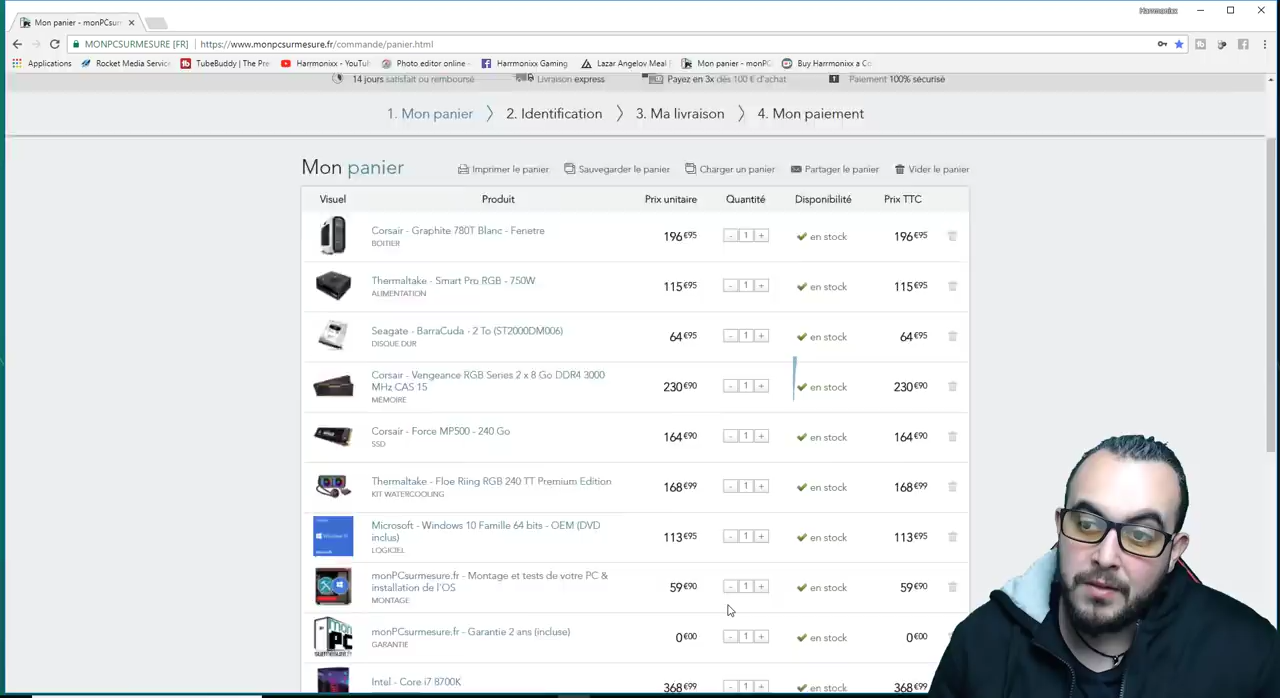 Harmonixx
Mon panier - monPCsurm
MONPCSURMESURE [FR] https://www.monpcsurmesure.fr/commande/panier.html
Applications Rocket Media Service TubeBuddy | The Pre Harmonixx - YouTu Photo editor online - Harmonixx Gaming Lazar Angelov Meal Mon panier - monPC Buy Harmonixx a Co
14 jours satisfait ou remboursé Livraison express Payez en 3x dès 100 € d'achat Paiement 100% sécurisé
1. Mon panier 2. Identification 3. Ma livraison 4. Mon paiement
Mon panier Imprimer le panier Sauvegarder le panier Charger un panier Partager le panier Vider le panier
Visuel Produit Prix unitaire Quantité Disponibilité Prix TTC
Corsair - Graphite 780T Blanc - Fenetre
BOITIER
196€95 - 1 + en stock 196€95
Thermaltake - Smart Pro RGB - 750W
ALIMENTATION
115€95 - 1 + en stock 115€95
Seagate - BarraCuda - 2 To (ST2000DM006)
DISQUE DUR
64€95 - 1 + en stock 64€95
Corsair - Vengeance RGB Series 2 x 8 Go DDR4 3000
MHz CAS 15
MÉMOIRE
230€90 - 1 + en stock 230€90
Corsair - Force MP500 - 240 Go
SSD
164€90 - 1 + en stock 164€90
Thermaltake - Floe Riing RGB 240 TT Premium Edition
KIT WATERCOOLING
168€99 - 1 + en stock 168€99
Windows 10
Microsoft - Windows 10 Famille 64 bits - OEM (DVD
inclus)
LOGICIEL
113€95 - 1 + en stock 113€95
monPCsurmesure.fr - Montage et tests de votre PC &
installation de l'OS
MONTAGE
59€90 - 1 + en stock 59€90
mon
PC
surmesure.fr
monPCsurmesure.fr - Garantie 2 ans (incluse)
GARANTIE
0€00 - 1 + en stock 0€00
Intel - Core i7 8700K
368€99 - 1 + en stock 368€99